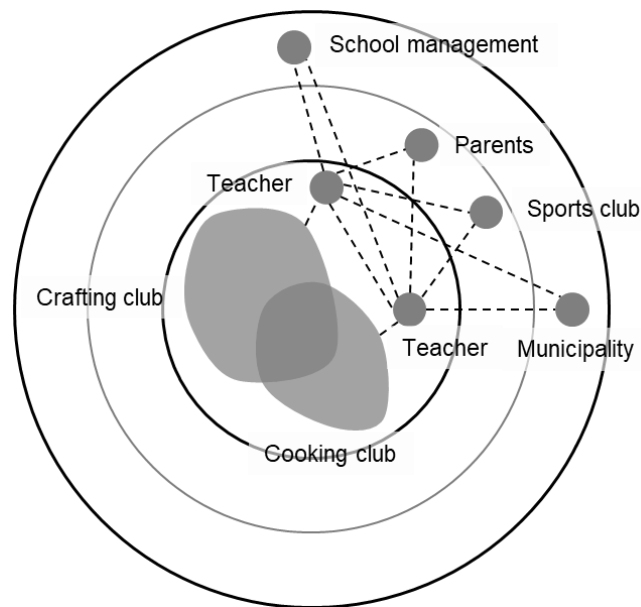 School management
Parents
Teacher
Sports club
Crafting club
Teacher
Municipality
Cooking club